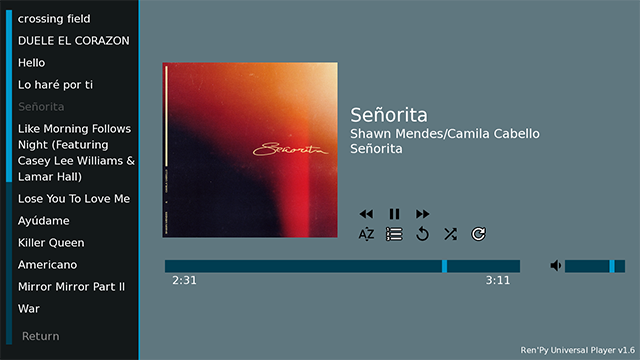 crossing field
DUELE EL CORAZON
Hello
Lo haré por ti
Señorita
Like Morning Follows
Night (Featuring
Casey Lee Williams &
Lamar Hall)
Lose You To Love Me
Ayúdame
Killer Queen
Americano
Mirror Mirror Part II
War
Return
Señorita
Señorita
Shawn Mendes/Camila Cabello
Señorita
AZ
2:31
3:11
Ren'Py Universal Player v1.6